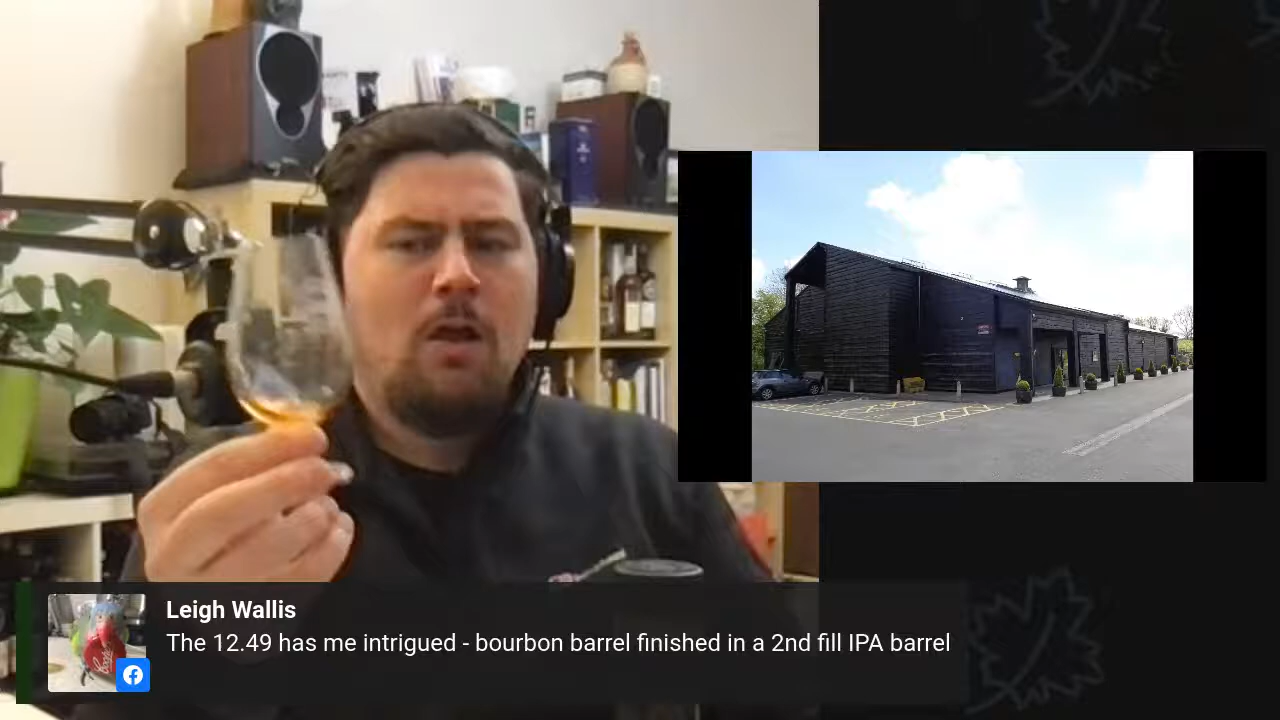 Leigh Wallis
The 12.49 has me intrigued - bourbon barrel finished in a 2nd fill IPA barrel